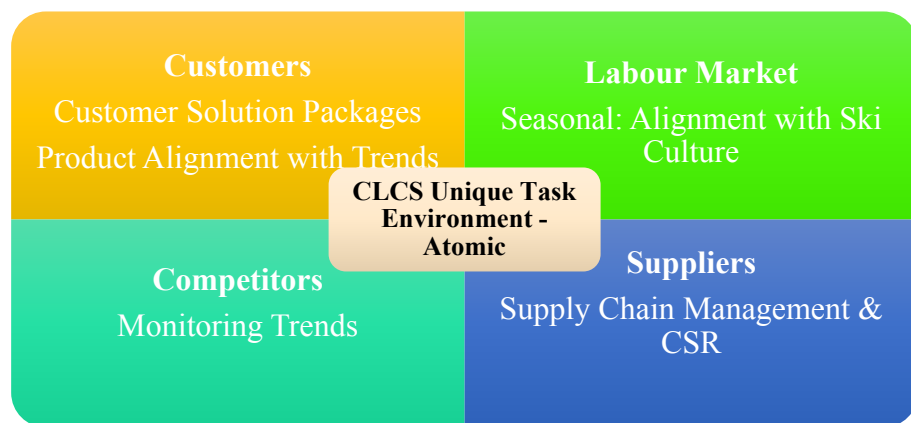 Customers
Customer Solution Packages
Product Alignment with Trends
Labour Market
Seasonal: Alignment with Ski
Culture
CLCS Unique Task
Environment -
Atomic
Competitors
Monitoring Trends
Suppliers
Supply Chain Management &
CSR